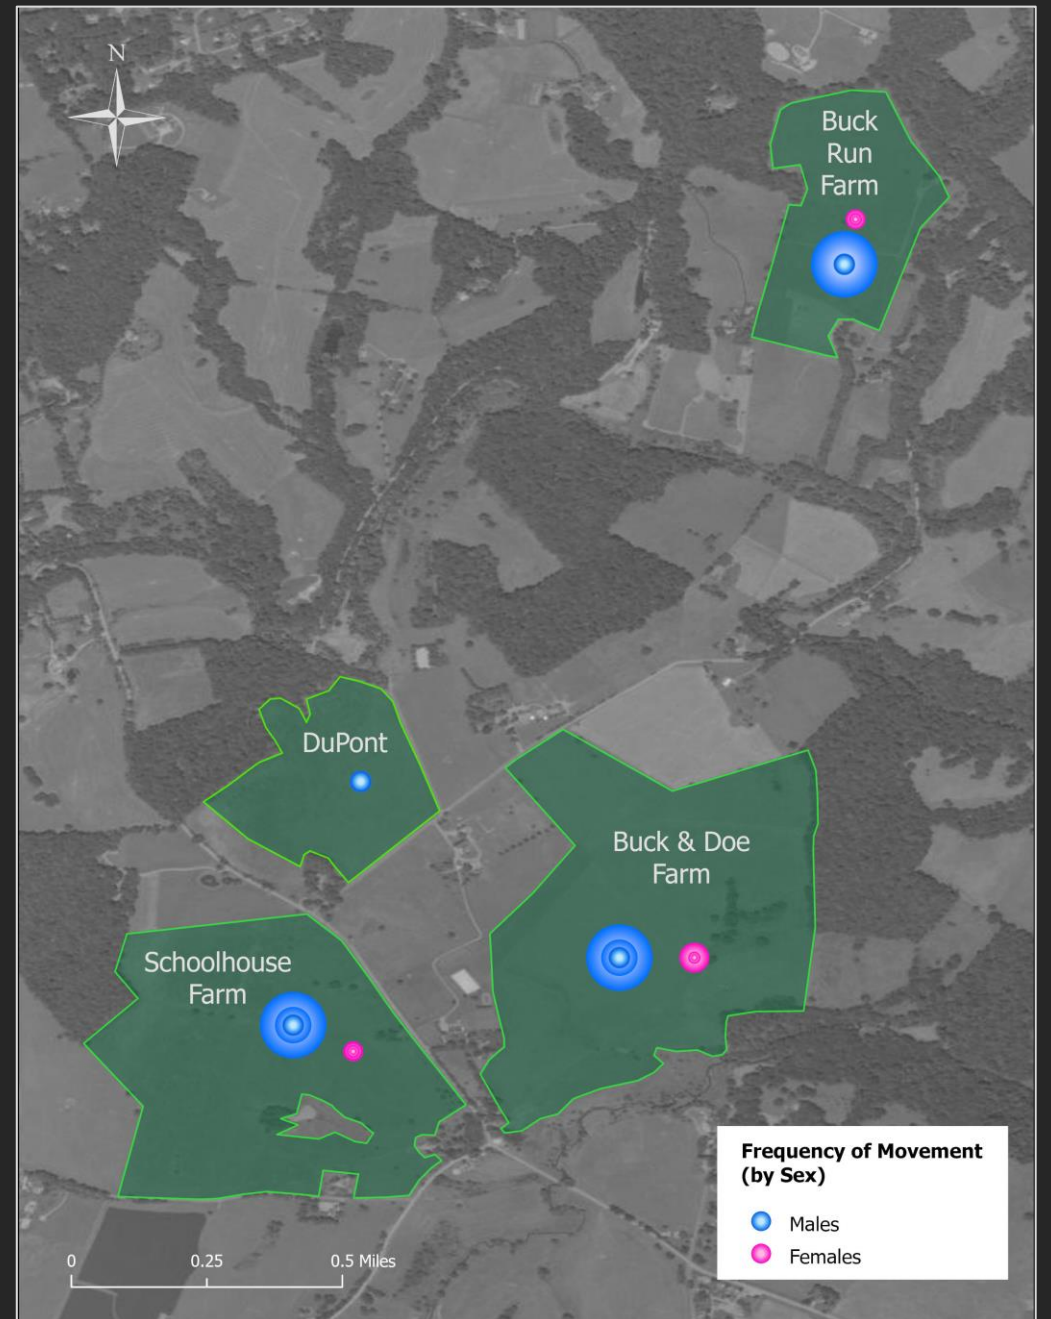 N
Buck
Run
Farm
DuPont
Buck & Doe
Farm
Schoolhouse
Farm
Frequency of Movement
(by Sex)
Males
Females
0 0.25 0.5 Miles